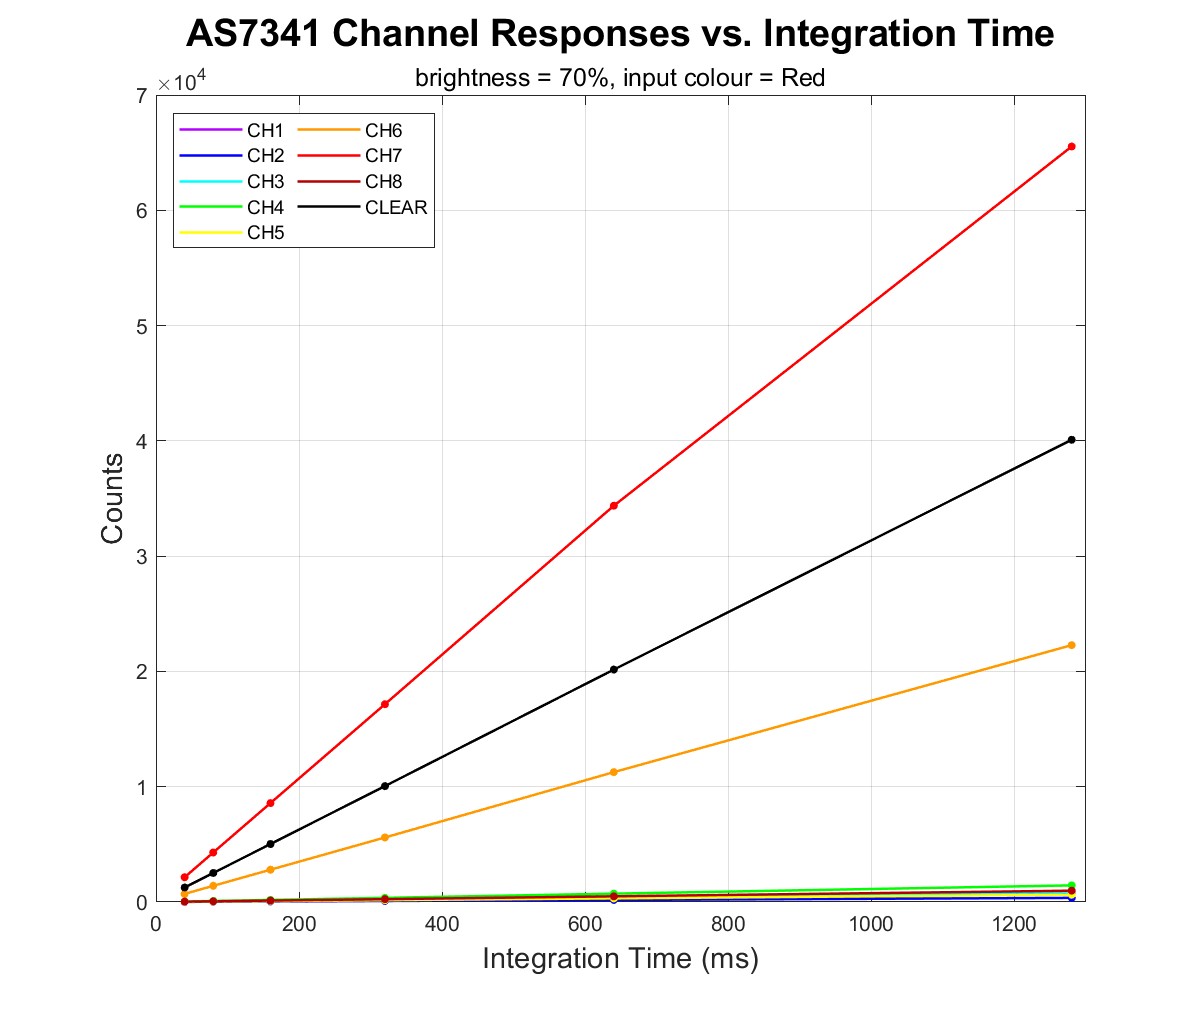 AS7341 Channel Responses vs. Integration Time
brightness = 70%, input colour = Red
×10⁴
7
6
5
4
3
2
1
0
Counts
CH1
CH2
CH3
CH4
CH5
CH6
CH7
CH8
CLEAR
0 200 400 600 800 1000 1200
Integration Time (ms)